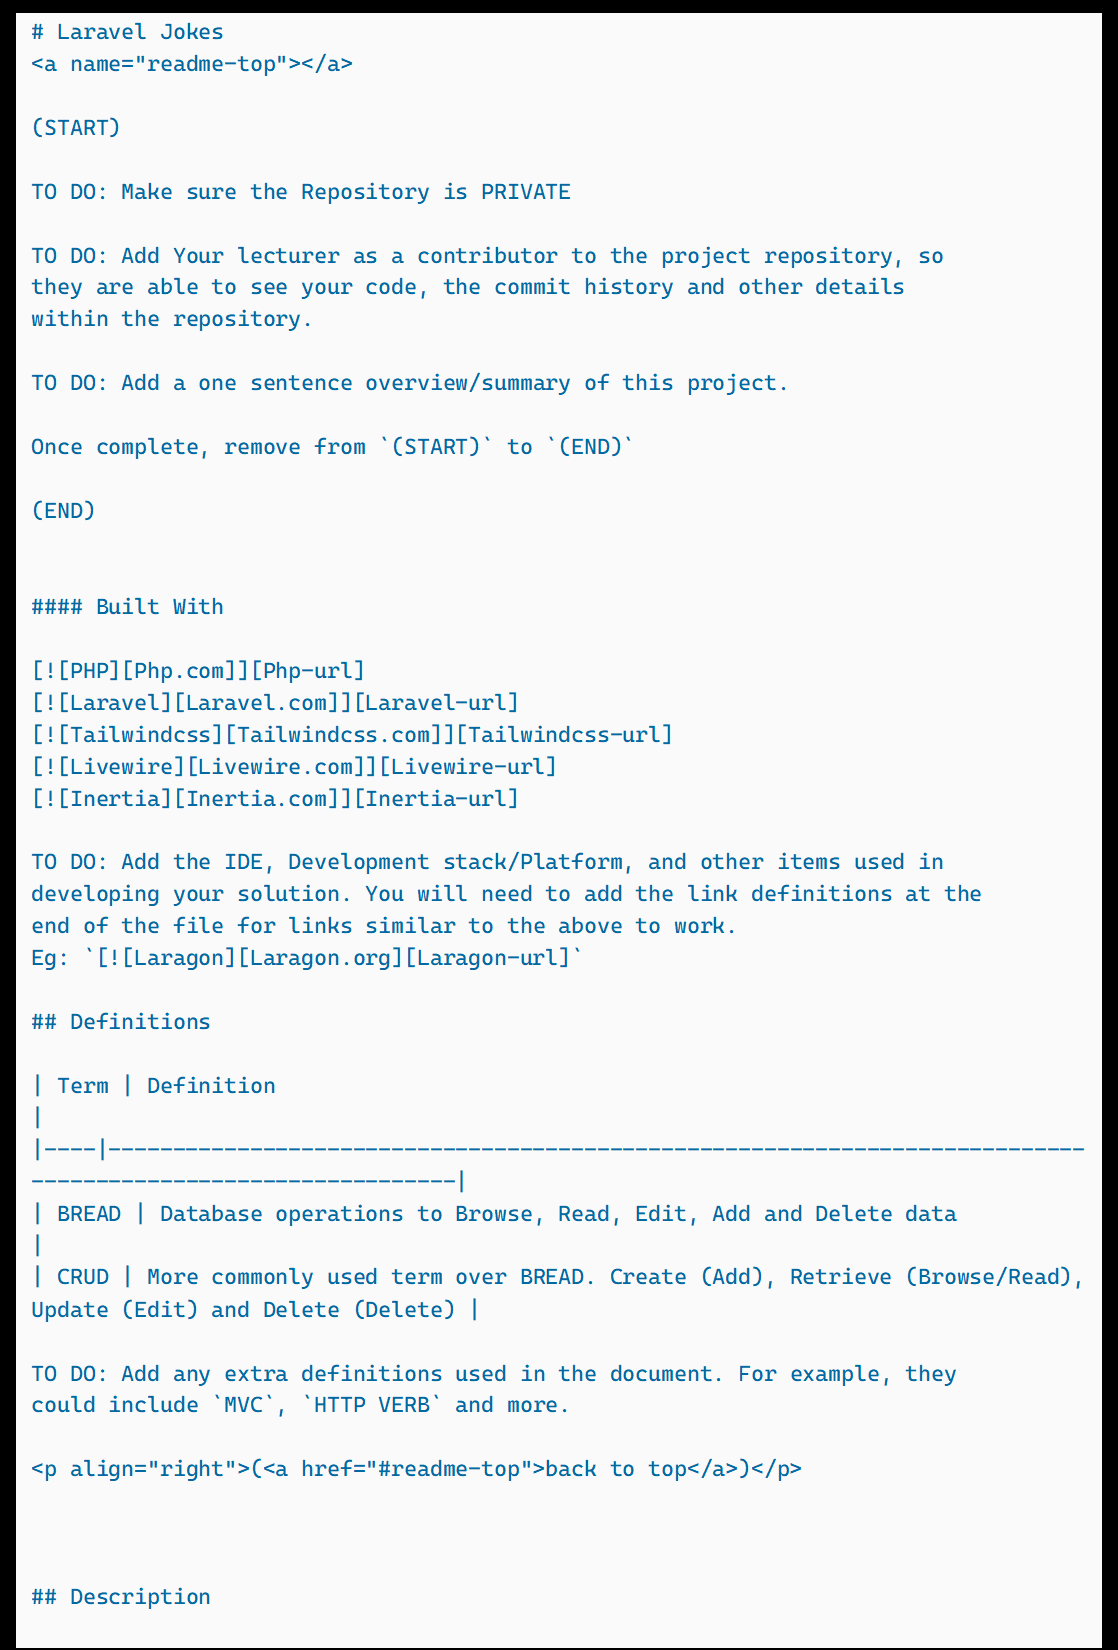 # Laravel Jokes
<a name="readme-top"></a>
(START)
TO DO: Make sure the Repository is PRIVATE
TO DO: Add Your lecturer as a contributor to the project repository, so
they are able to see your code, the commit history and other details
within the repository.
TO DO: Add a one sentence overview/summary of this project.
Once complete, remove from `(START)` to `(END)`
(END)
#### Built With
[![PHP][Php.com]][Php-url]
[![Laravel][Laravel.com]][Laravel-url]
[![Tailwindcss][Tailwindcss.com]][Tailwindcss-url]
[![Livewire][Livewire.com]][Livewire-url]
[![Inertia][Inertia.com]][Inertia-url]
TO DO: Add the IDE, Development stack/Platform, and other items used in
developing your solution. You will need to add the link definitions at the
end of the file for links similar to the above to work.
Eg: `[![Laragon][Laragon.org][Laragon-url]`
## Definitions
| Term | Definition
|
|----|----------------------------------------------------------------------------
---------------------------------|
| BREAD | Database operations to Browse, Read, Edit, Add and Delete data
|
| CRUD | More commonly used term over BREAD. Create (Add), Retrieve (Browse/Read),
Update (Edit) and Delete (Delete) |
TO DO: Add any extra definitions used in the document. For example, they
could include `MVC`, `HTTP VERB` and more.
<p align="right">(<a href="#readme-top">back to top</a>)</p>
## Description